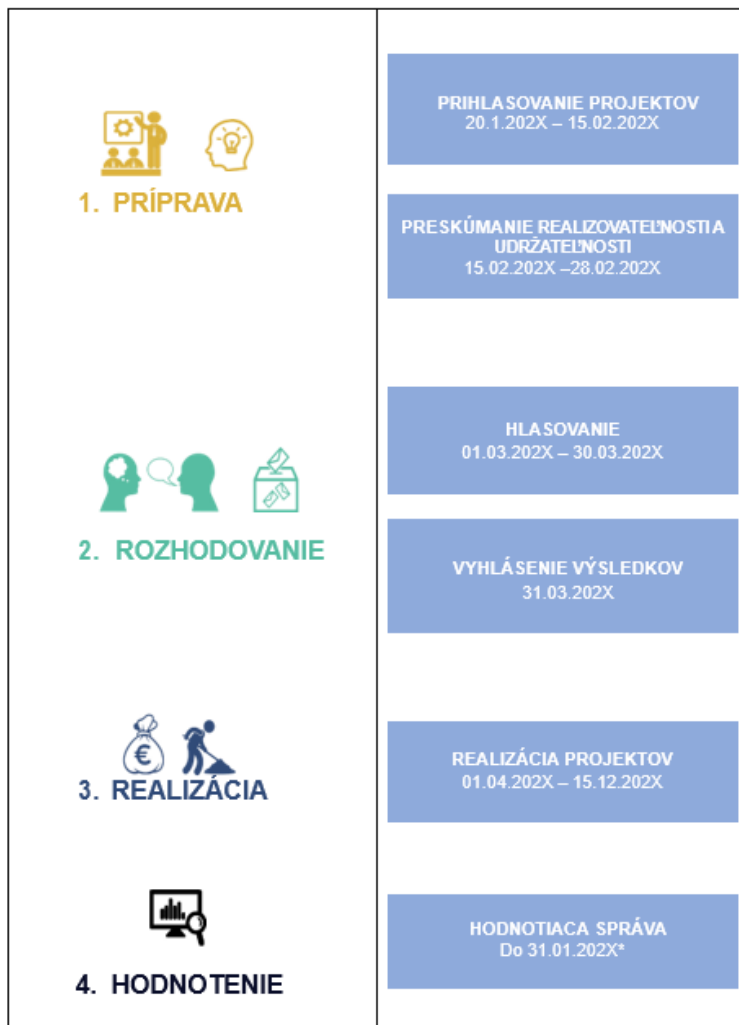 PRIHLASOVANIE PROJEKTOV
20.1.202X – 15.02.202X
1. PRÍPRAVA
PRESKÚMANIE REALIZOVATEĽNOSTI A
UDRŽATEĽNOSTI
15.02.202X –28.02.202X
HLASOVANIE
01.03.202X – 30.03.202X
2. ROZHODOVANIE
VYHLÁSENIE VÝSLEDKOV
31.03.202X
€
3. REALIZÁCIA
REALIZÁCIA PROJEKTOV
01.04.202X – 15.12.202X
HODNOTIACA SPRÁVA
Do 31.01.202X*
4. HODNOTENIE